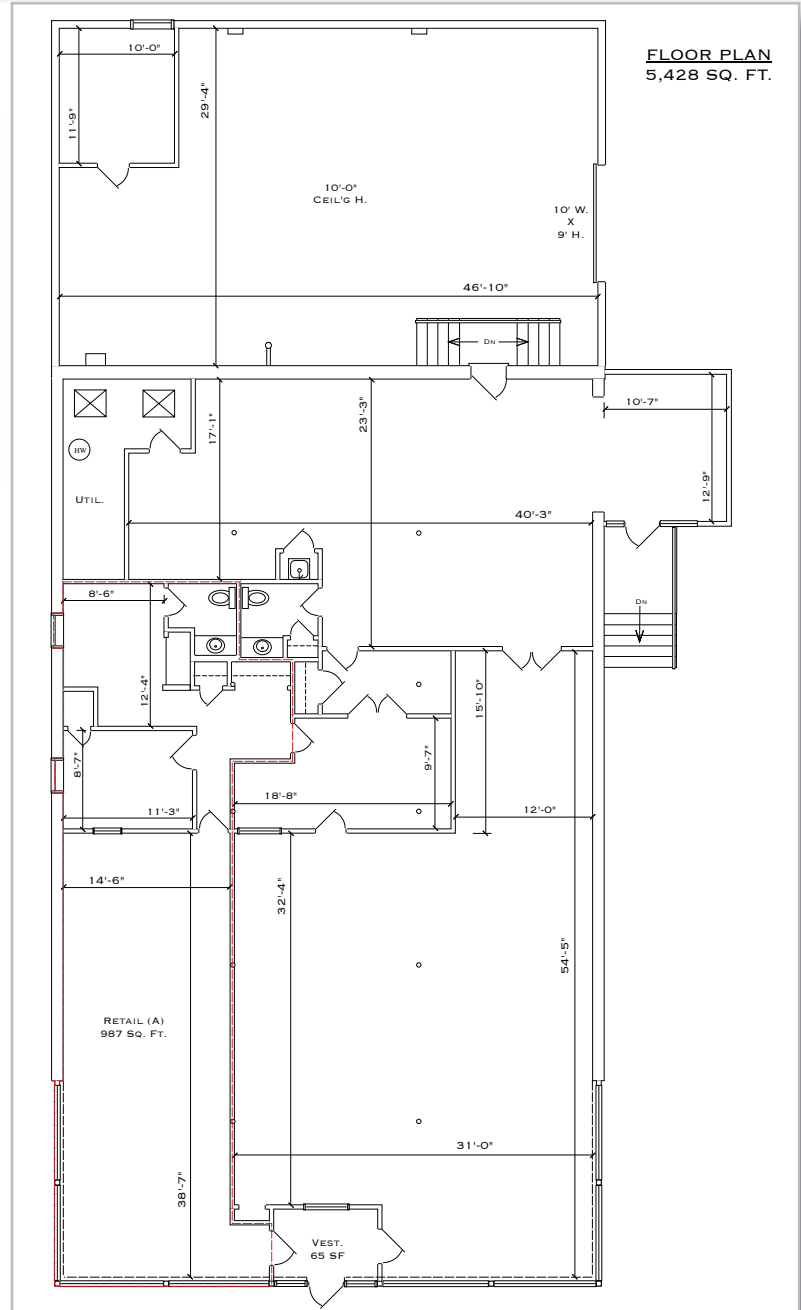 FLOOR PLAN
5,428 SQ. FT.
10'-0"
11'-9"
29'-4"
10'-0"
CEIL'G H.
10' W.
X
9' H.
46'-10"
DN
10'-7"
17'-1"
23'-3"
12'-9"
HW
UTIL.
40'-3"
8'-6"
DN
12'-4"
15'-10"
8'-7"
9'-7"
18'-8"
11'-3"
12'-0"
14'-6"
32'-4"
54'-5"
RETAIL (A)
987 SQ. FT.
31'-0"
38'-7"
VEST.
65 SF